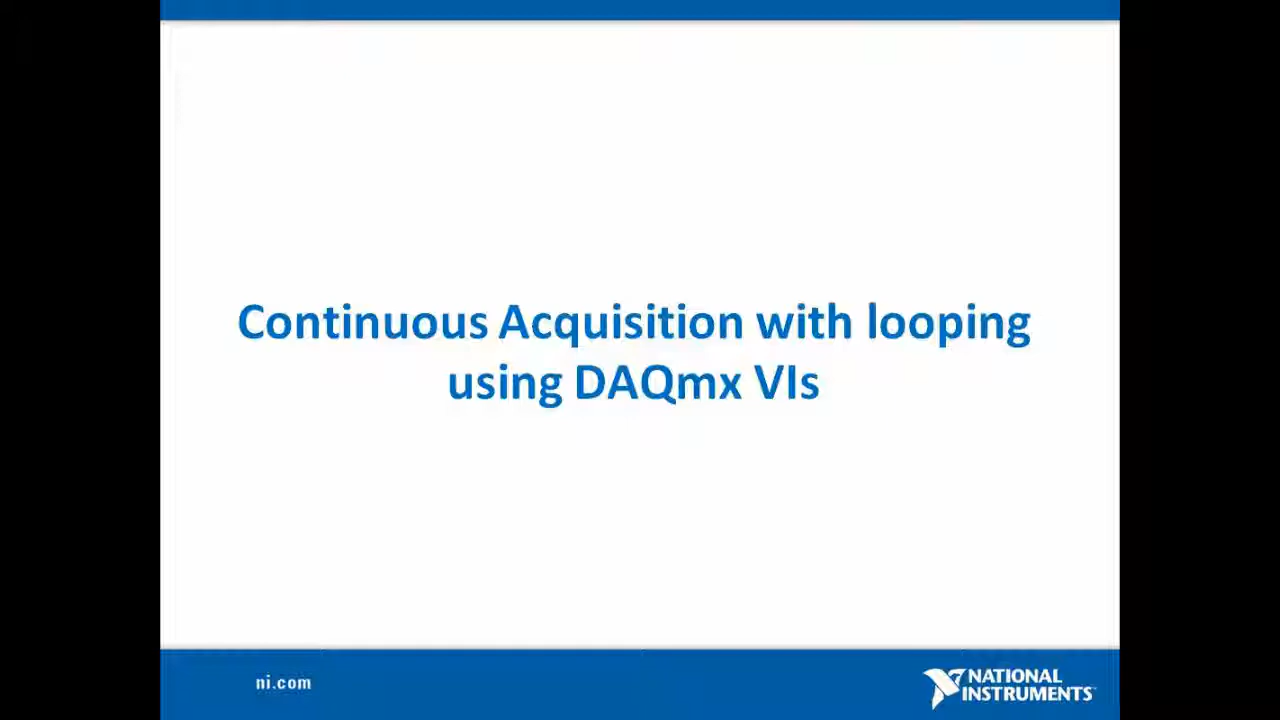 Continuous Acquisition with looping
using DAQmx VIs
ni.com
NATIONAL
INSTRUMENTS